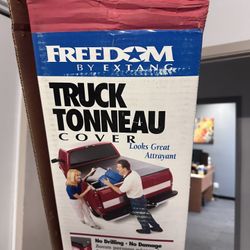 FREEDOM
BY EXTANG
TRUCK
TONNEAU
COVER
Looks Great
Attrayant
No Drilling - No Damage